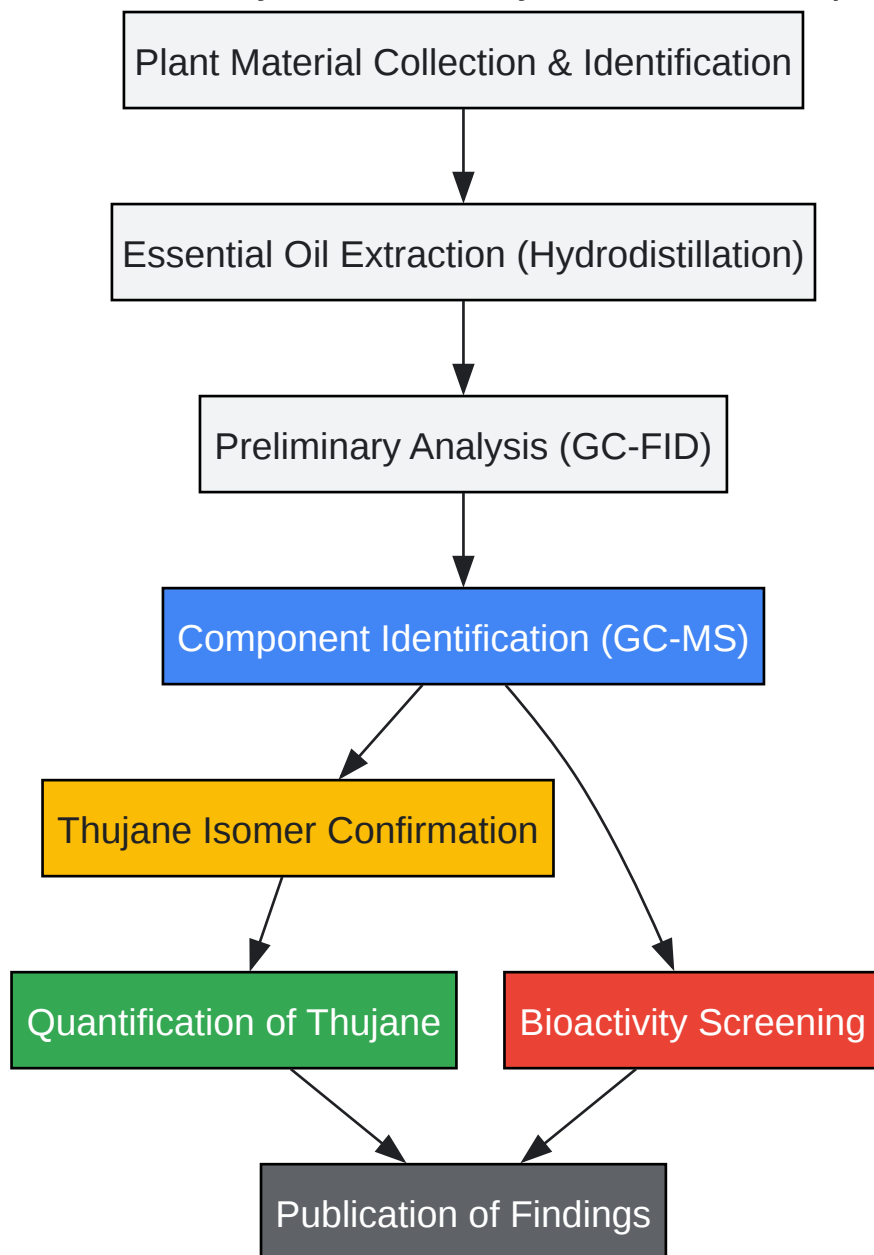 Plant Material Collection & Identification
Essential Oil Extraction (Hydrodistillation)
Preliminary Analysis (GC-FID)
Component Identification (GC-MS)
Thujane Isomer Confirmation
Quantification of Thujane
Bioactivity Screening
Publication of Findings